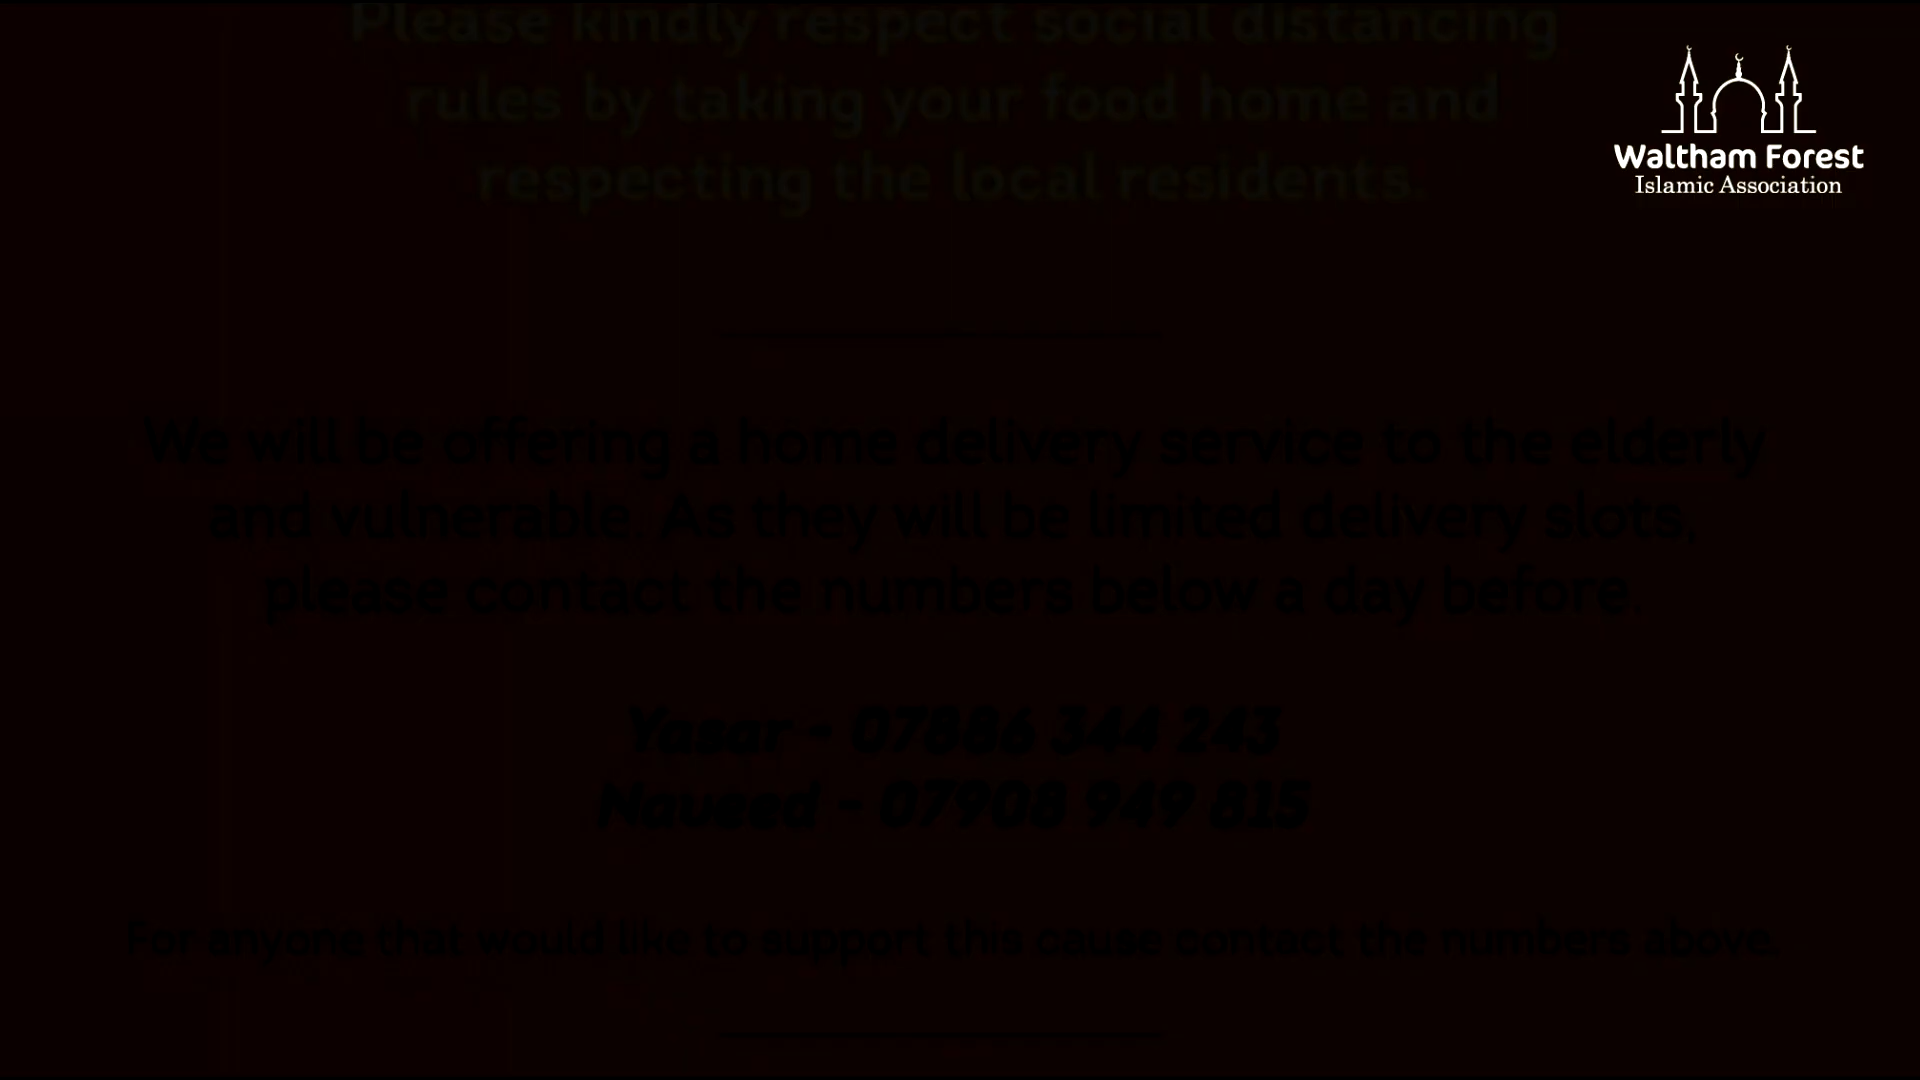 Please kindly respect social distancing
rules by taking your food home and
respecting the local residents.
Waltham Forest
Islamic Association
We will be offering a home delivery service to the elderly
and vulnerable. As they will be limited delivery slots,
please contact the numbers below a day before.
Yasar - 07886 344 243
Naveed - 07908 949 815
For anyone that would like to support this cause contact the numbers above.